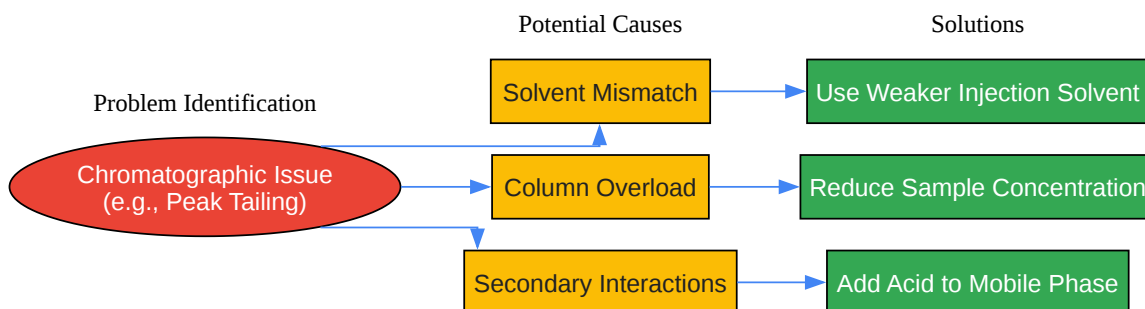 Potential Causes
Solutions
Problem Identification
Solvent Mismatch
Use Weaker Injection Solvent
Chromatographic Issue
(e.g., Peak Tailing)
Column Overload
Reduce Sample Concentration
Secondary Interactions
Add Acid to Mobile Phase